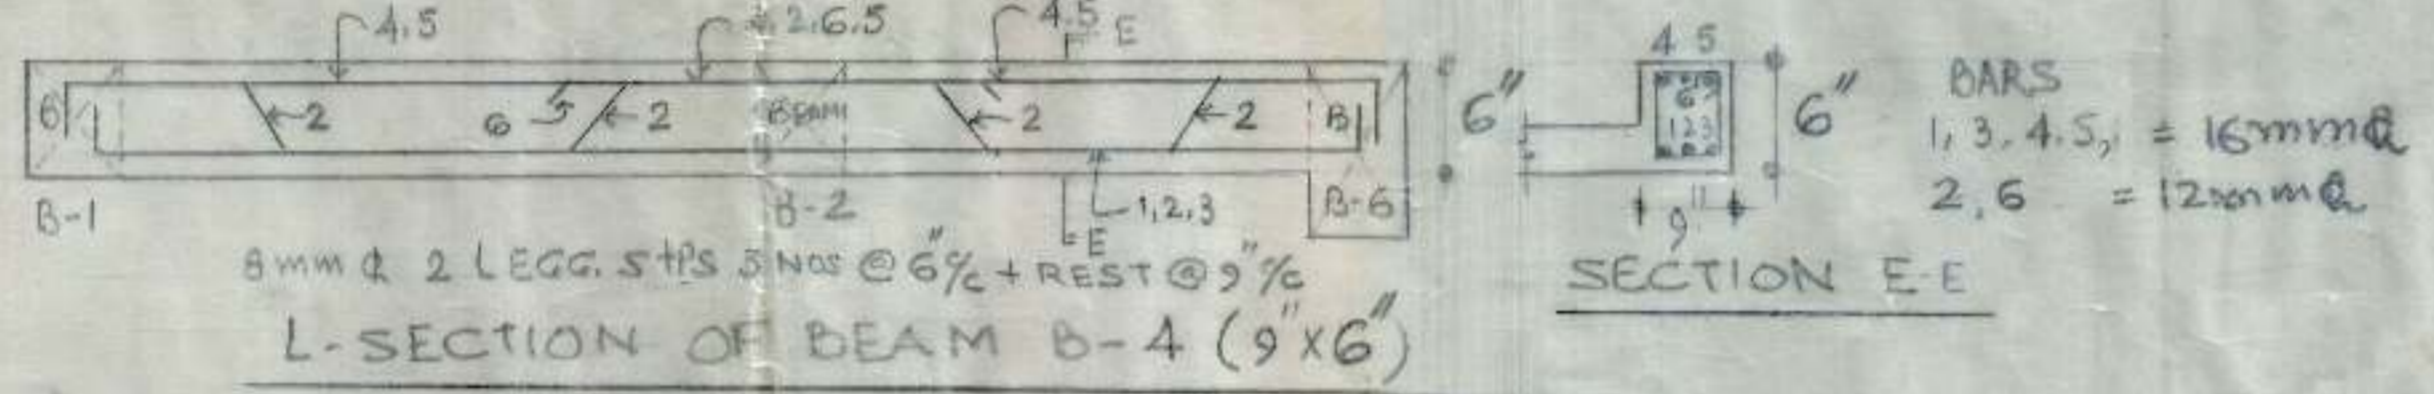 4.5
2.6.5
4.5
E
6
2
6
2
BEAM
2
2
B
6"
B-1
B-2
1,2,3
B-6
E
8mm ȼ 2 LEGG. StPS 5 NOS @ 6" c/c + REST @ 9" c/c
L-SECTION OF BEAM B-4 (9"x6")
4 5
6
1 2 3
6"
9"
SECTION E-E
BARS
1, 3. 4.5, = 16mm
2,6 = 12mm